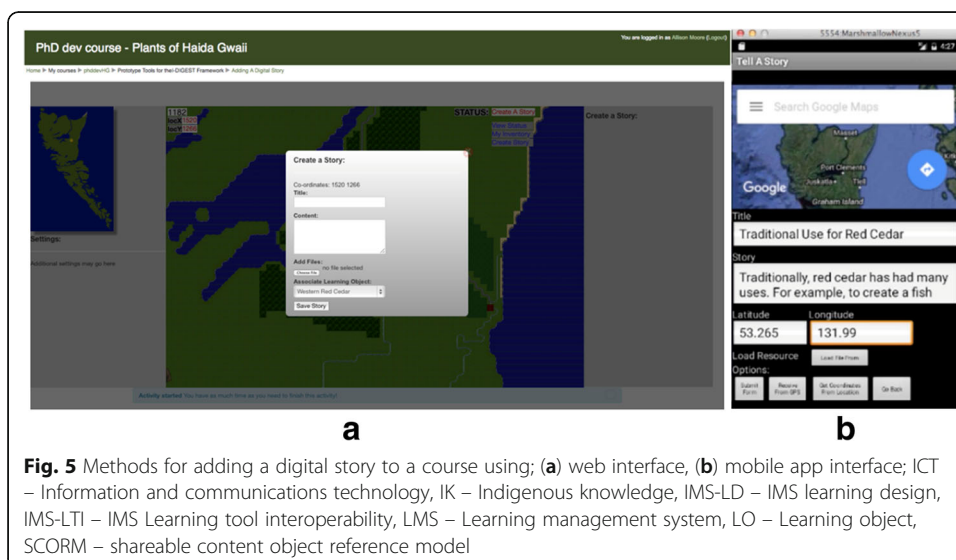 PhD dev course - Plants of Haida Gwaii
You are logged in as Allison Moore (Logout)
Home ▶ My courses ▶ phddevHG ▶ Prototype Tools for thei-DIGEST Framework ▶ Adding A Digital Story
1182
locX 1520
locY 1266
STATUS: Create A Story
View Status
My Inventory
Create Story
Create a Story:
Settings:
Additional settings may go here
Create a Story:
Co-ordinates: 1520 1266
Title:
Content:
Add Files:
Choose File no file selected
Associate Learning Object:
Western Red Cedar
Save Story
Activity started You have as much time as you need to finish this activity!
5554:MarshmallowNexus5
4:27
Tell A Story
Search Google Maps
Masset
Port Clements
Juskatla
Tlell
Graham Island
Google
Title
Traditional Use for Red Cedar
Story
Traditionally, red cedar has had many
uses. For example, to create a fish
Latitude Longitude
53.265 131.99
Load Resource Load File From
Options:
Submit Form
Receive From GPS
Get Coordinates From Location
Go Back
a
b
Fig. 5 Methods for adding a digital story to a course using; (a) web interface, (b) mobile app interface; ICT
– Information and communications technology, IK – Indigenous knowledge, IMS-LD – IMS learning design,
IMS-LTI – IMS Learning tool interoperability, LMS – Learning management system, LO – Learning object,
SCORM – shareable content object reference model